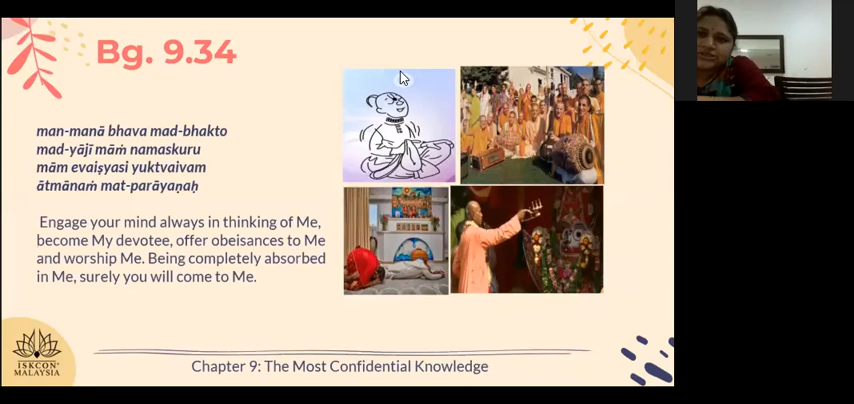 Bg. 9.34
man-manā bhava mad-bhakto
mad-yājī māṁ namaskuru
mām evaiṣyasi yuktvaivam
ātmānaṁ mat-parāyaṇaḥ
Engage your mind always in thinking of Me,
become My devotee, offer obeisances to Me
and worship Me. Being completely absorbed
in Me, surely you will come to Me.
ISKCON
MALAYSIA
Chapter 9: The Most Confidential Knowledge